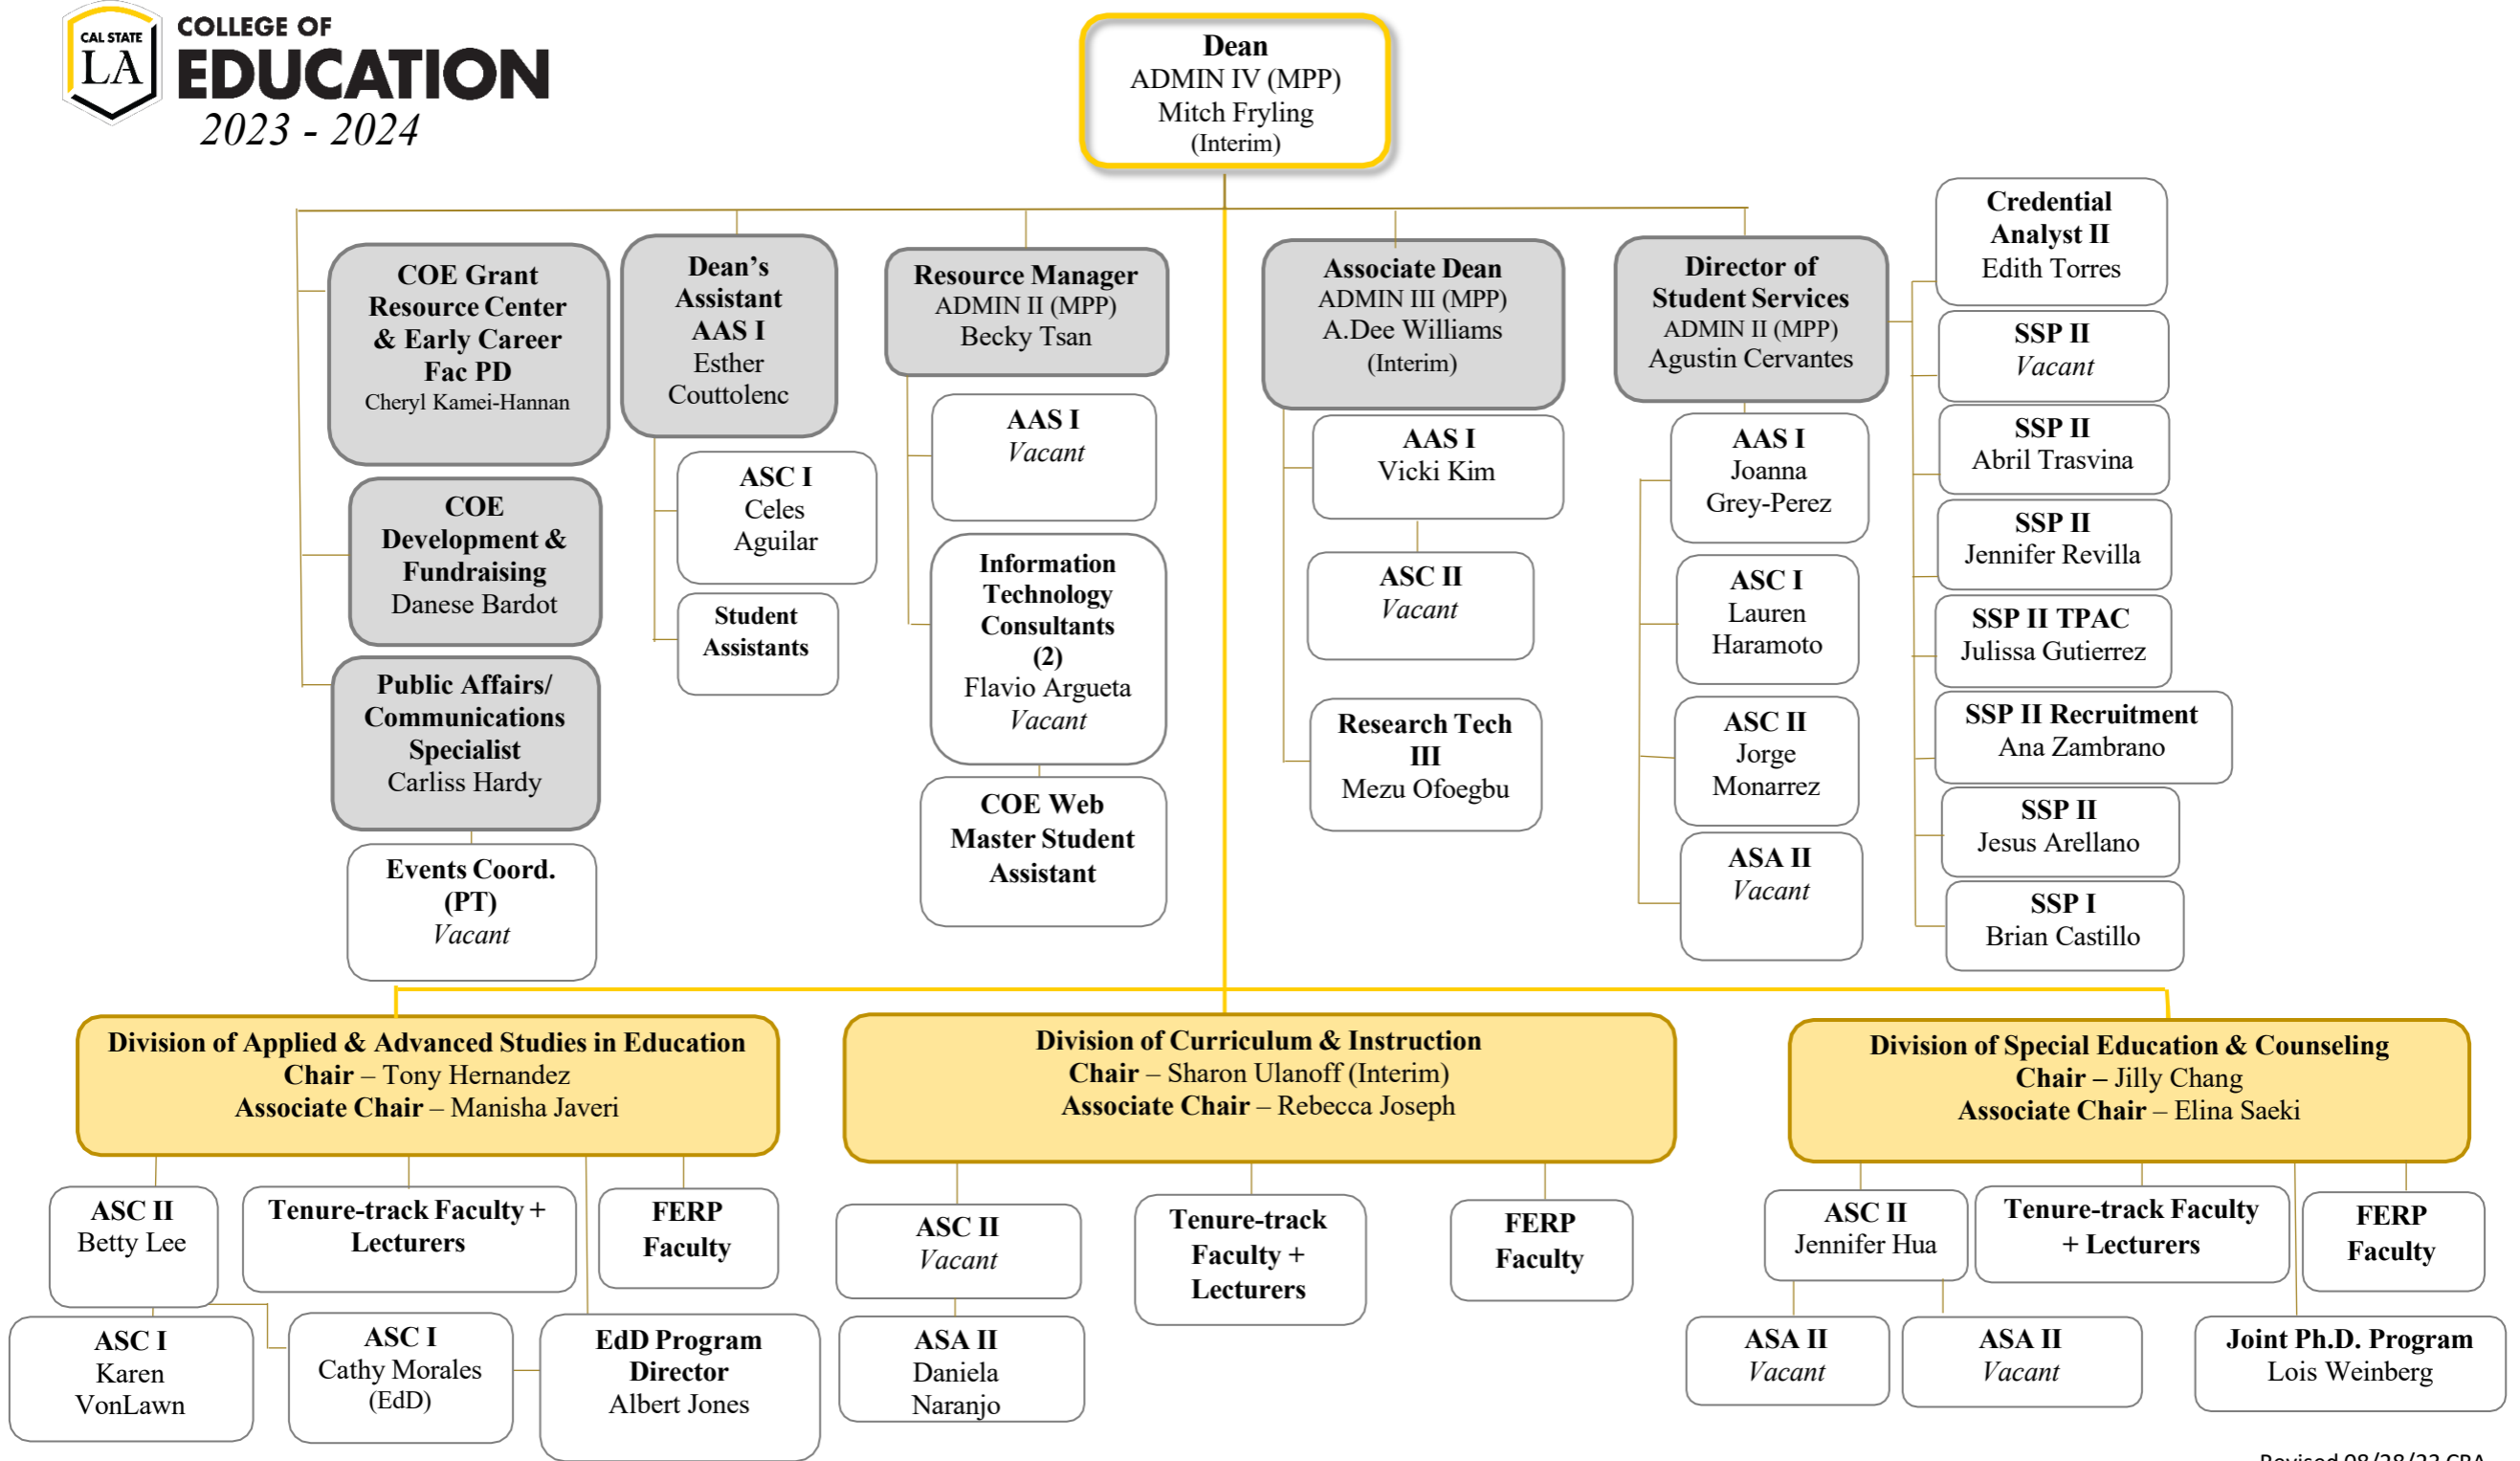 CAL STATE
LA
COLLEGE OF
EDUCATION
2023 - 2024
Dean
ADMIN IV (MPP)
Mitch Fryling
(Interim)
COE Grant
Resource Center
& Early Career
Fac PD
Cheryl Kamei-Hannan
COE
Development &
Fundraising
Danese Bardot
Public Affairs/
Communications
Specialist
Carliss Hardy
Events Coord.
(PT)
Vacant
Dean’s
Assistant
AAS I
Esther
Couttolenc
ASC I
Celes
Aguilar
Student
Assistants
Resource Manager
ADMIN II (MPP)
Becky Tsan
AAS I
Vacant
Information
Technology
Consultants
(2)
Flavio Argueta
Vacant
COE Web
Master Student
Assistant
Associate Dean
ADMIN III (MPP)
A.Dee Williams
(Interim)
AAS I
Vicki Kim
ASC II
Vacant
Research Tech
III
Mezu Ofoegbu
Director of
Student Services
ADMIN II (MPP)
Agustin Cervantes
AAS I
Joanna
Grey-Perez
ASC I
Lauren
Haramoto
ASC II
Jorge
Monarrez
ASA II
Vacant
Credential
Analyst II
Edith Torres
SSP II
Vacant
SSP II
Abril Trasvina
SSP II
Jennifer Revilla
SSP II TPAC
Julissa Gutierrez
SSP II Recruitment
Ana Zambrano
SSP II
Jesus Arellano
SSP I
Brian Castillo
Division of Applied & Advanced Studies in Education
Chair – Tony Hernandez
Associate Chair – Manisha Javeri
ASC II
Betty Lee
Tenure-track Faculty +
Lecturers
FERP
Faculty
ASC I
Karen
VonLawn
ASC I
Cathy Morales
(EdD)
EdD Program
Director
Albert Jones
Division of Curriculum & Instruction
Chair – Sharon Ulanoff (Interim)
Associate Chair – Rebecca Joseph
ASC II
Vacant
Tenure-track
Faculty +
Lecturers
FERP
Faculty
ASA II
Daniela
Naranjo
Division of Special Education & Counseling
Chair – Jilly Chang
Associate Chair – Elina Saeki
ASC II
Jennifer Hua
Tenure-track Faculty
+ Lecturers
FERP
Faculty
ASA II
Vacant
ASA II
Vacant
Joint Ph.D. Program
Lois Weinberg
Revised 08/28/23 CRA